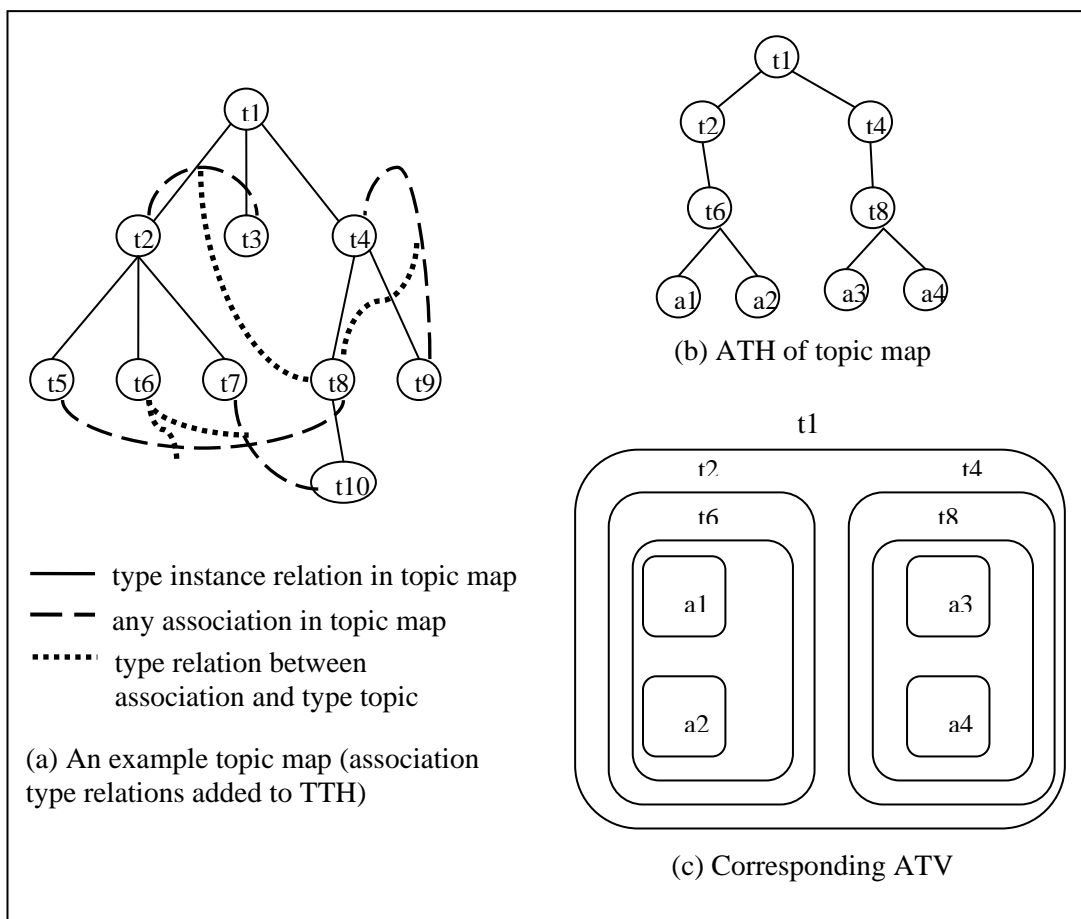 t1
t2
t3
t4
t5
t6
t7
t8
t9
t10
type instance relation in topic map
any association in topic map
type relation between
association and type topic
(a) An example topic map (association
type relations added to TTH)
t1
t2
t4
t6
t8
a1
a2
a3
a4
(b) ATH of topic map
t1
t2
t4
t6
t8
a1
a3
a2
a4
(c) Corresponding ATV